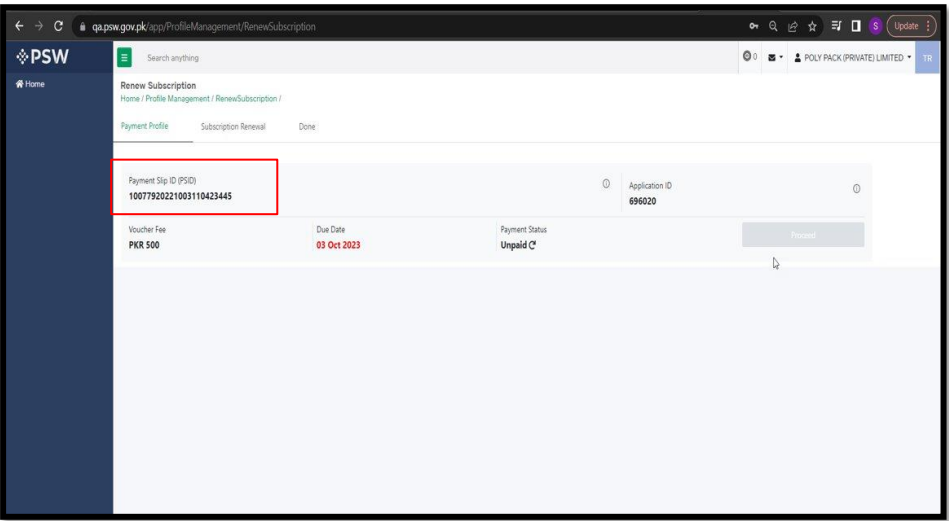 qa.psw.gov.pk/app/ProfileManagement/RenewSubscription
S
Update
PSW
Search anything
0
POLY PACK (PRIVATE) LIMITED
TR
Home
Renew Subscription
Home / Profile Management / RenewSubscription /
Payment Profile
Subscription Renewal
Done
Payment Slip ID (PSID)
10077920221003110423445
Application ID
696020
Voucher Fee
PKR 500
Due Date
03 Oct 2023
Payment Status
Unpaid
Proceed